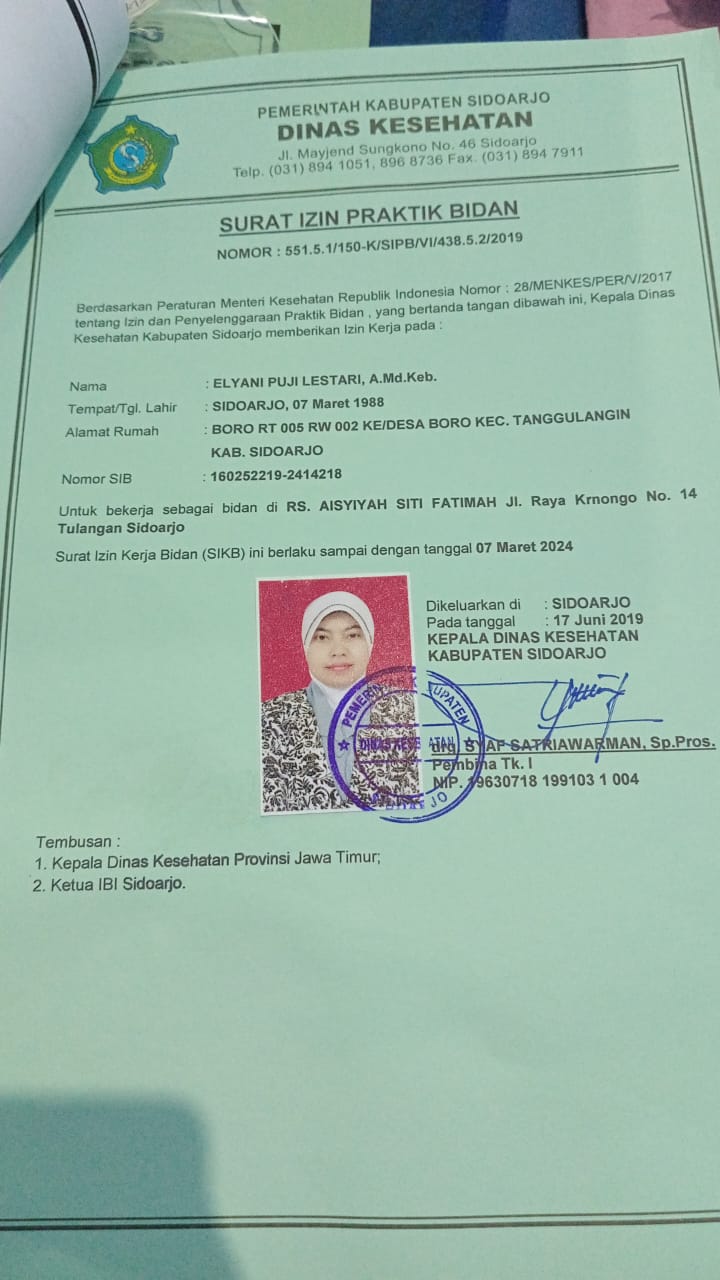 PEMERINTAH KABUPATEN SIDOARJO
DINAS KESEHATAN
Jl. Mayjend Sungkono No. 46 Sidoarjo
Telp. (031) 894 1051, 896 8736 Fax. (031) 894 7911
SURAT IZIN PRAKTIK BIDAN
NOMOR : 551.5.1/150-K/SIPB/VI/438.5.2/2019
Berdasarkan Peraturan Menteri Kesehatan Republik Indonesia Nomor : 28/MENKES/PER/V/2017
tentang Izin dan Penyelenggaraan Praktik Bidan , yang bertanda tangan dibawah ini, Kepala Dinas
Kesehatan Kabupaten Sidoarjo memberikan Izin Kerja pada :
Nama : ELYANI PUJI LESTARI, A.Md.Keb.
Tempat/Tgl. Lahir : SIDOARJO, 07 Maret 1988
Alamat Rumah : BORO RT 005 RW 002 KE/DESA BORO KEC. TANGGULANGIN
KAB. SIDOARJO
Nomor SIB : 160252219-2414218
Untuk bekerja sebagai bidan di RS. AISYIYAH SITI FATIMAH Jl. Raya Krnongo No. 14
Tulangan Sidoarjo
Surat Izin Kerja Bidan (SIKB) ini berlaku sampai dengan tanggal 07 Maret 2024
Dikeluarkan di : SIDOARJO
Pada tanggal : 17 Juni 2019
KEPALA DINAS KESEHATAN
KABUPATEN SIDOARJO
drg. SYAF SATRIAWARMAN, Sp.Pros.
Pembina Tk. I
NIP. 19630718 199103 1 004
Tembusan :
1. Kepala Dinas Kesehatan Provinsi Jawa Timur;
2. Ketua IBI Sidoarjo.